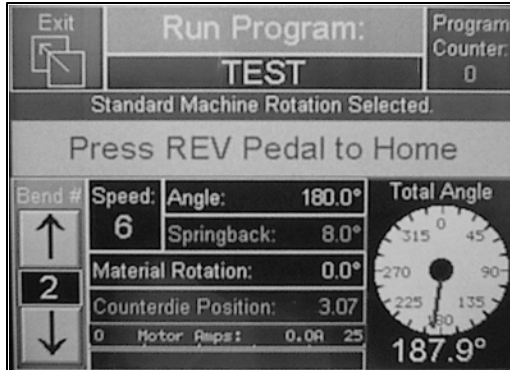 Exit
Run Program:
Program
Counter:
0
TEST
Standard Machine Rotation Selected.
Press REV Pedal to Home
Bend #
2
Speed:
6
Angle: 180.0°
Springback: 8.0°
Material Rotation: 0.0°
Counterdie Position: 3.07
0 Motor Amps: 0.0A 25
Total Angle
0
315 45
270 90
225 135
180
187.9°